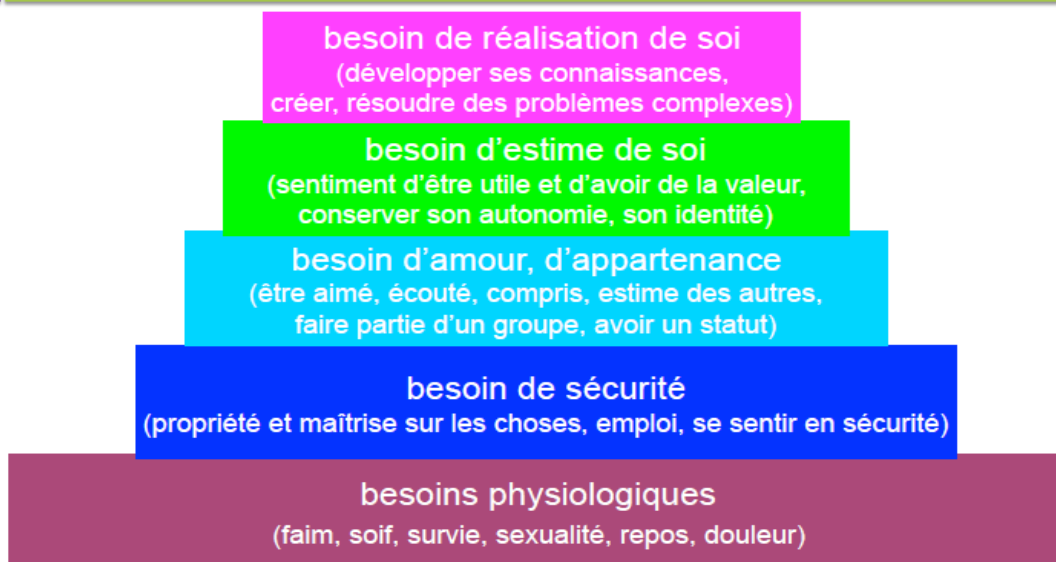 besoin de réalisation de soi
(développer ses connaissances,
créer, résoudre des problèmes complexes)
besoin d’estime de soi
(sentiment d’être utile et d’avoir de la valeur,
conserver son autonomie, son identité)
besoin d’amour, d’appartenance
(être aimé, écouté, compris, estime des autres,
faire partie d’un groupe, avoir un statut)
besoin de sécurité
(propriété et maîtrise sur les choses, emploi, se sentir en sécurité)
besoins physiologiques
(faim, soif, survie, sexualité, repos, douleur)